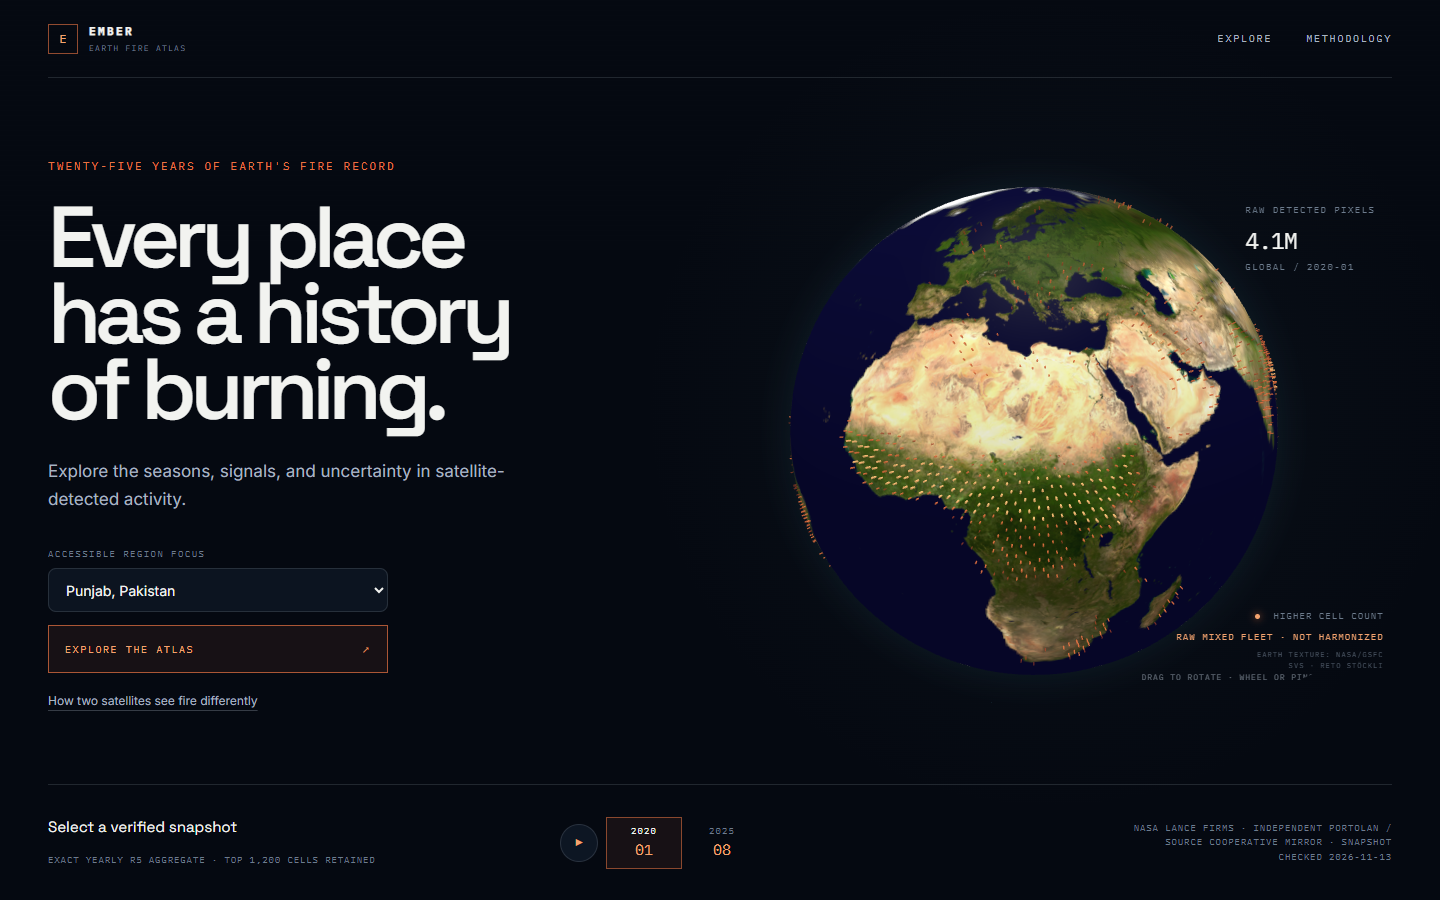 E
EMBER
EARTH FIRE ATLAS
EXPLORE
METHODOLOGY
TWENTY-FIVE YEARS OF EARTH'S FIRE RECORD
Every place
has a history
of burning.
Explore the seasons, signals, and uncertainty in satellite-
detected activity.
ACCESSIBLE REGION FOCUS
Punjab, Pakistan
EXPLORE THE ATLAS ↗
How two satellites see fire differently
RAW DETECTED PIXELS
4.1M
GLOBAL / 2020-01
HIGHER CELL COUNT
RAW MIXED FLEET · NOT HARMONIZED
EARTH TEXTURE: NASA/GSFC
SVS · RETO STÖCKLI
DRAG TO ROTATE · WHEEL OR
Select a verified snapshot
EXACT YEARLY R5 AGGREGATE · TOP 1,200 CELLS RETAINED
2020
01
2025
08
NASA LANCE FIRMS · INDEPENDENT PORTOLAN /
SOURCE COOPERATIVE MIRROR · SNAPSHOT
CHECKED 2026-11-13